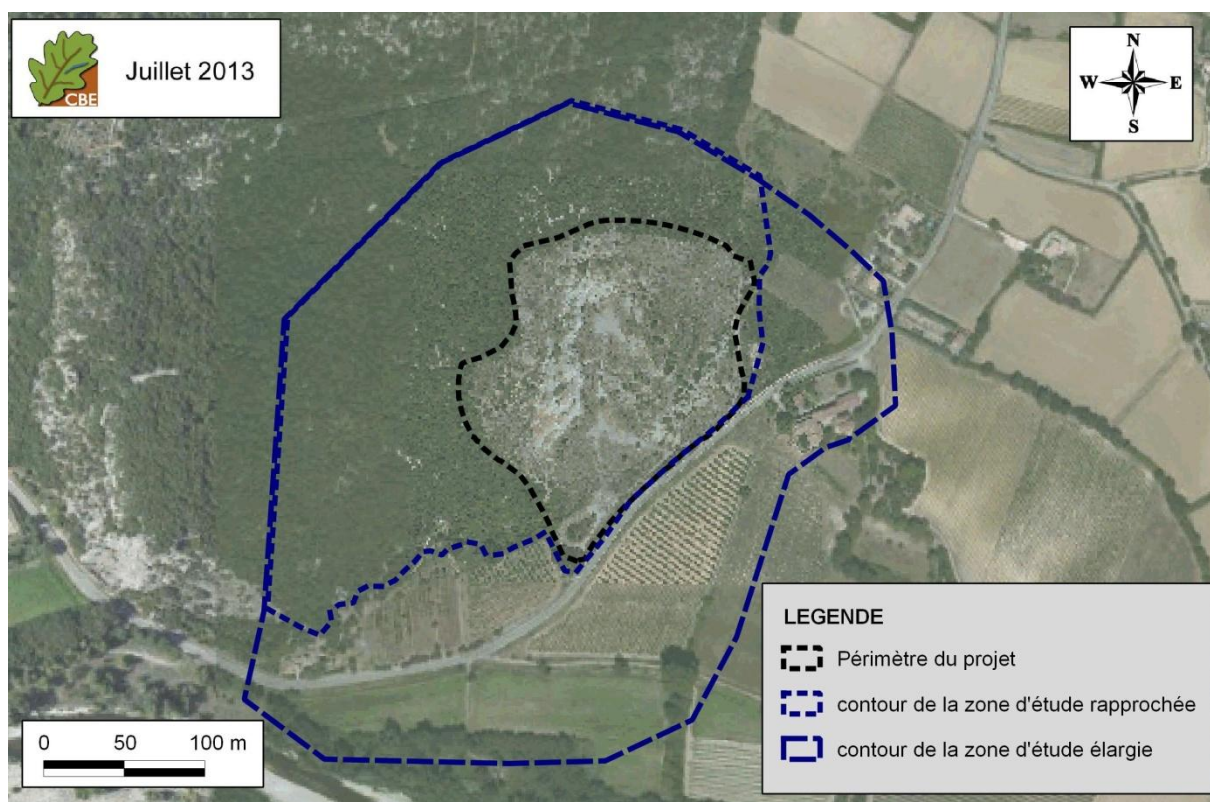 CBE
Juillet 2013
N
W E
S
LEGENDE
Périmètre du projet
contour de la zone d'étude rapprochée
contour de la zone d'étude élargie
0 50 100 m